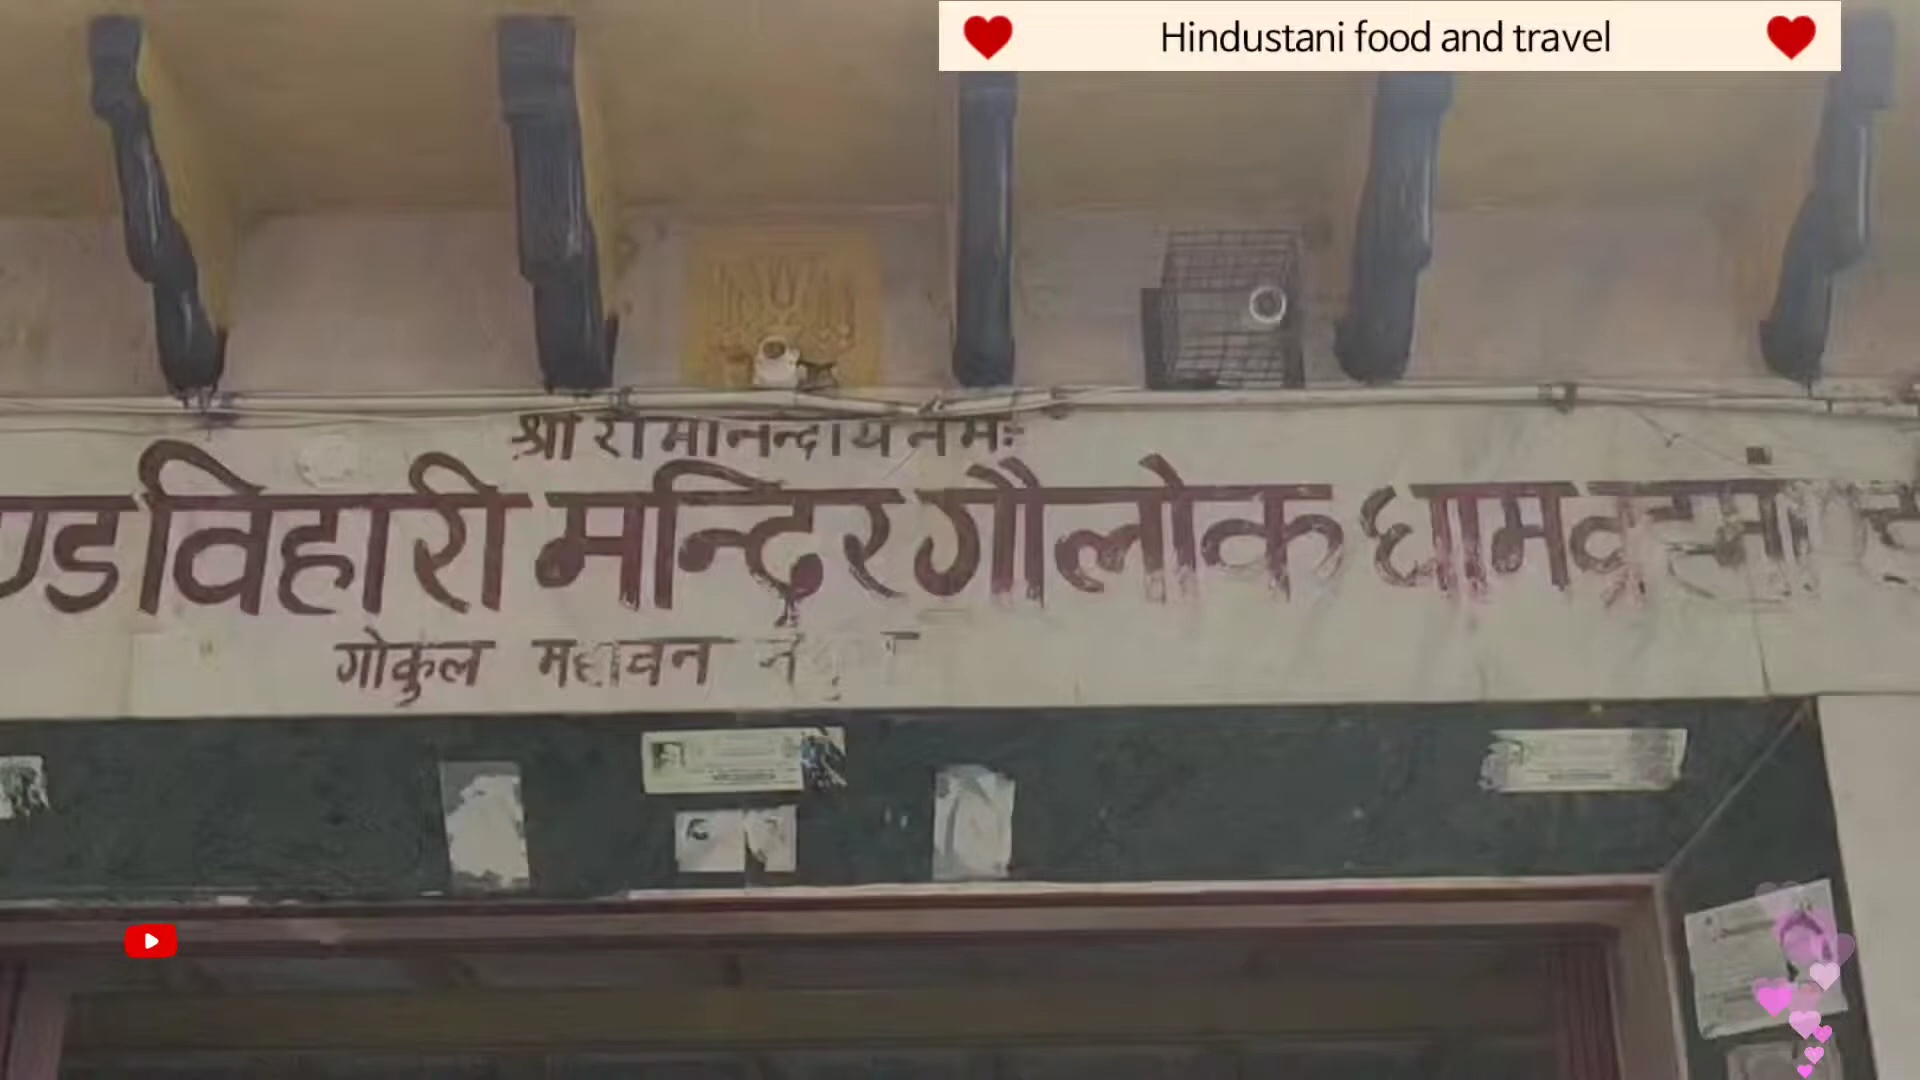 Hindustani food and travel
श्री रामानन्दाय नमः
ण्ड विहारी मन्दिर गौलोक धाम
गोकुल महावन